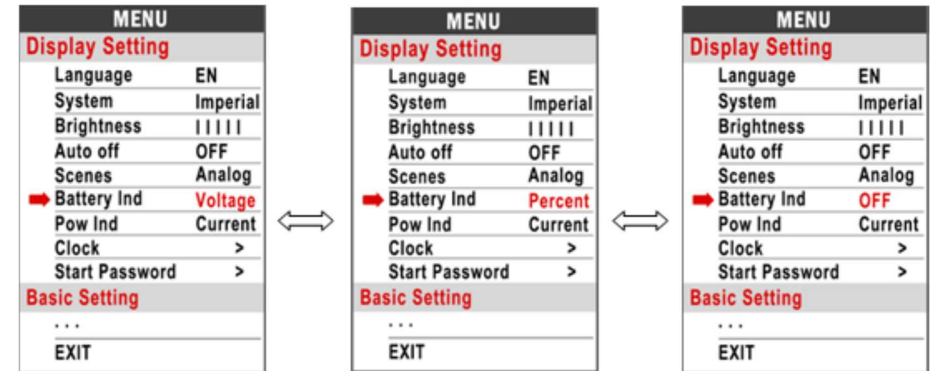 MENU
Display Setting
Language EN
System Imperial
Brightness | | | | |
Auto off OFF
Scenes Analog
Battery Ind Voltage
Pow Ind Current
Clock >
Start Password >
Basic Setting
...
EXIT
MENU
Display Setting
Language EN
System Imperial
Brightness | | | | |
Auto off OFF
Scenes Analog
Battery Ind Percent
Pow Ind Current
Clock >
Start Password >
Basic Setting
...
EXIT
MENU
Display Setting
Language EN
System Imperial
Brightness | | | | |
Auto off OFF
Scenes Analog
Battery Ind OFF
Pow Ind Current
Clock >
Start Password >
Basic Setting
...
EXIT